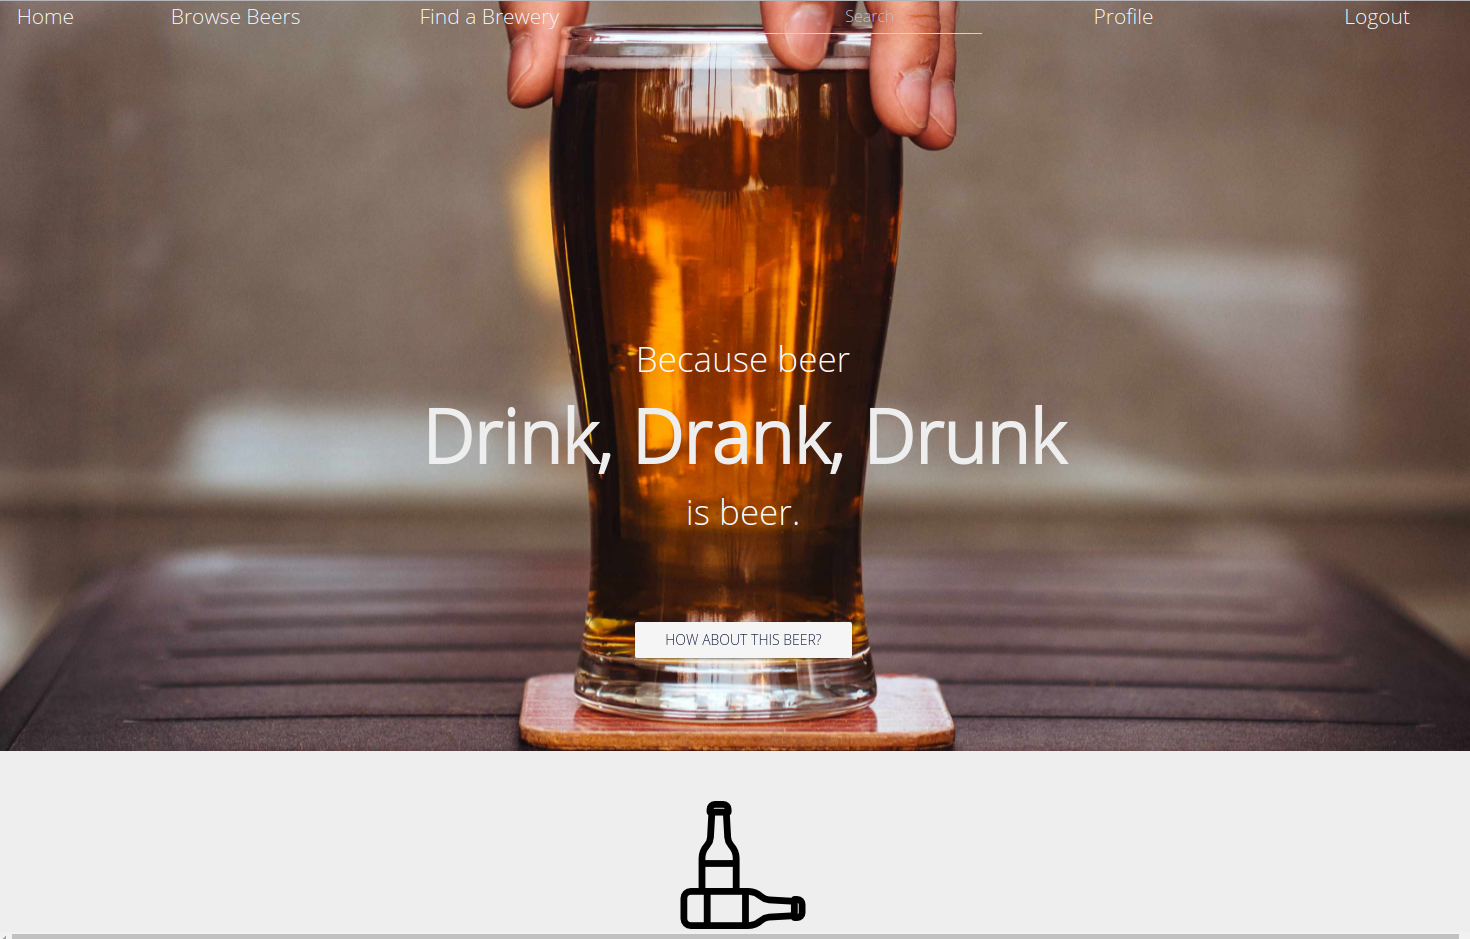 Home Browse Beers Find a Brewery Search Profile Logout
Because beer
Drink, Drank, Drunk
is beer.
HOW ABOUT THIS BEER?